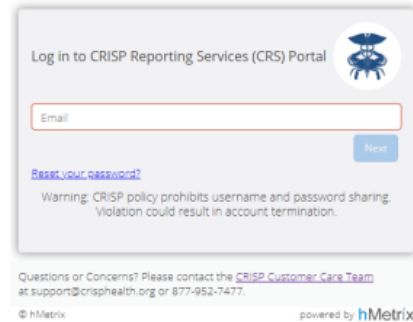 Log in to CRISP Reporting Services (CRS) Portal
Email
Next
Reset your password?
Warning: CRISP policy prohibits username and password sharing.
Violation could result in account termination.
Questions or Concerns? Please contact the CRISP Customer Care Team
at support@crisphealth.org or 877-952-7477.
© hMetrix
powered by hMetrix